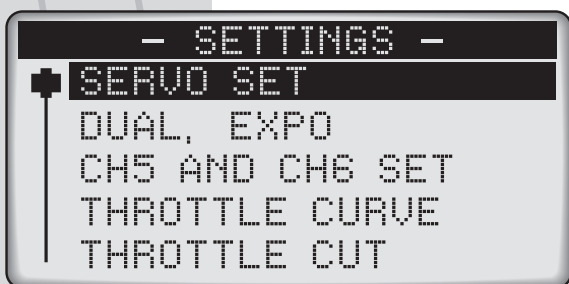 – SETTINGS –
SERVO SET
DUAL, EXPO
CH5 AND CH6 SET
THROTTLE CURVE
THROTTLE CUT